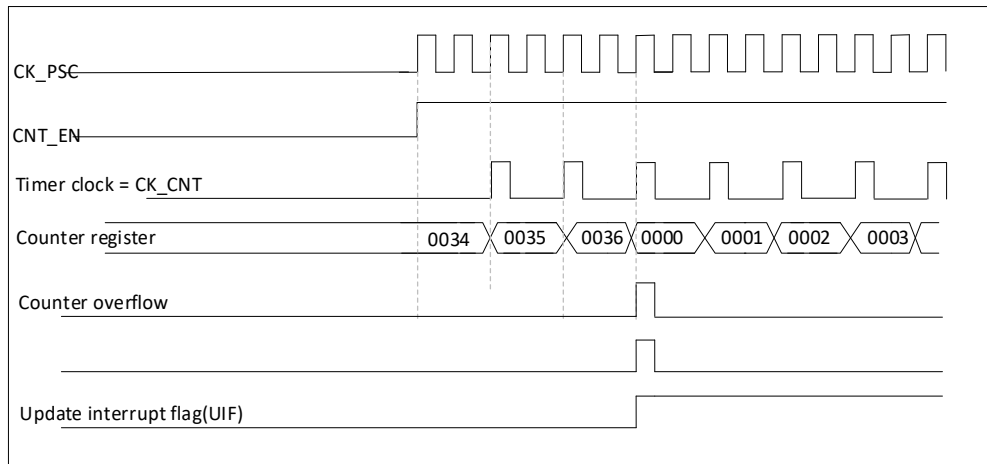 CK_PSC
CNT_EN
Timer clock = CK_CNT
Counter register
0034 0035 0036 0000 0001 0002 0003
Counter overflow
Update interrupt flag(UIF)